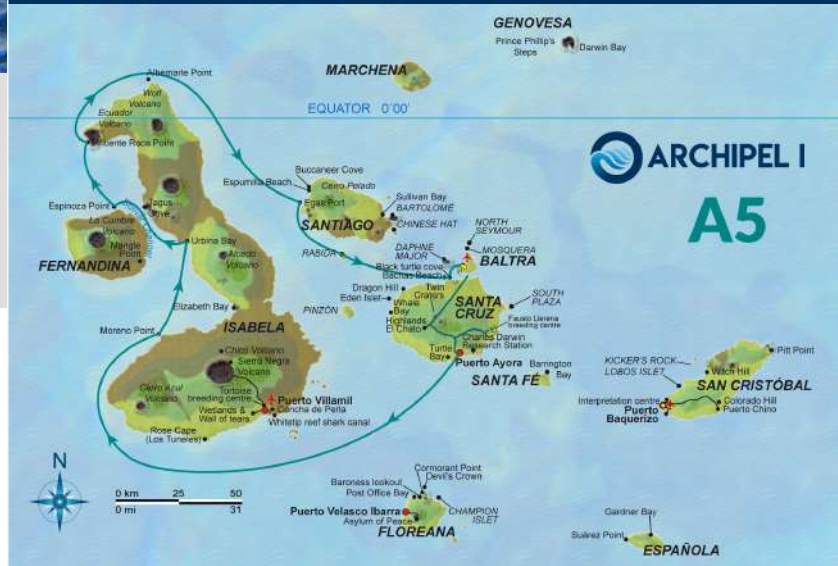 GENOVESA
Prince Phillip's
Steps
Darwin Bay
MARCHENA
Albemarle Point
Wolf
Volcano
Ecuador
Volcano
EQUATOR 0°00'
Vicente Roca Point
ARCHIPEL I
A5
Buccaneer Cove
Espumilla Beach
Cerro Pelado
Egas Port
Sullivan Bay
BARTOLOMÉ
CHINESE HAT
SANTIAGO
Espinoza Point
Tagus
Cove
La Cumbre
Volcano
Mangle
Point
FERNANDINA
Urbina Bay
Alcedo
Volcano
RÁBIDA
NORTH
SEYMOUR
DAPHNE
MAJOR
MOSQUERA
BALTRA
Black turtle cove
Bachas Beach
Dragon Hill
Eden Islet
Whale
Bay
Twin
Craters
SANTA
CRUZ
SOUTH
PLAZA
Highlands
El Chato
Fausto Llerena
breeding centre
Charles Darwin
Research Station
Turtle
Bay
Puerto Ayora
PINZÓN
Elizabeth Bay
ISABELA
Moreno Point
Chico Volcano
Sierra Negra
Volcano
Cerro Azul
Volcano
Tortoise
breeding centre
Puerto Villamil
Wetlands &
Wall of tears
Concha de Perla
Whitetip reef shark canal
Rose Cape
(Los Tuneles)
SANTA FÉ
Barrington
Bay
KICKER'S ROCK
LOBOS ISLET
Pitt Point
Witch Hill
SAN CRISTÓBAL
Interpretation centre
Puerto
Baquerizo
Colorado Hill
Puerto Chino
N
0 km 25 50
0 mi 31
Cormorant Point
Devil's Crown
Baroness lookout
Post Office Bay
CHAMPION
ISLET
Puerto Velasco Ibarra
Asylum of Peace
FLOREANA
Gardner Bay
Suárez Point
ESPAÑOLA